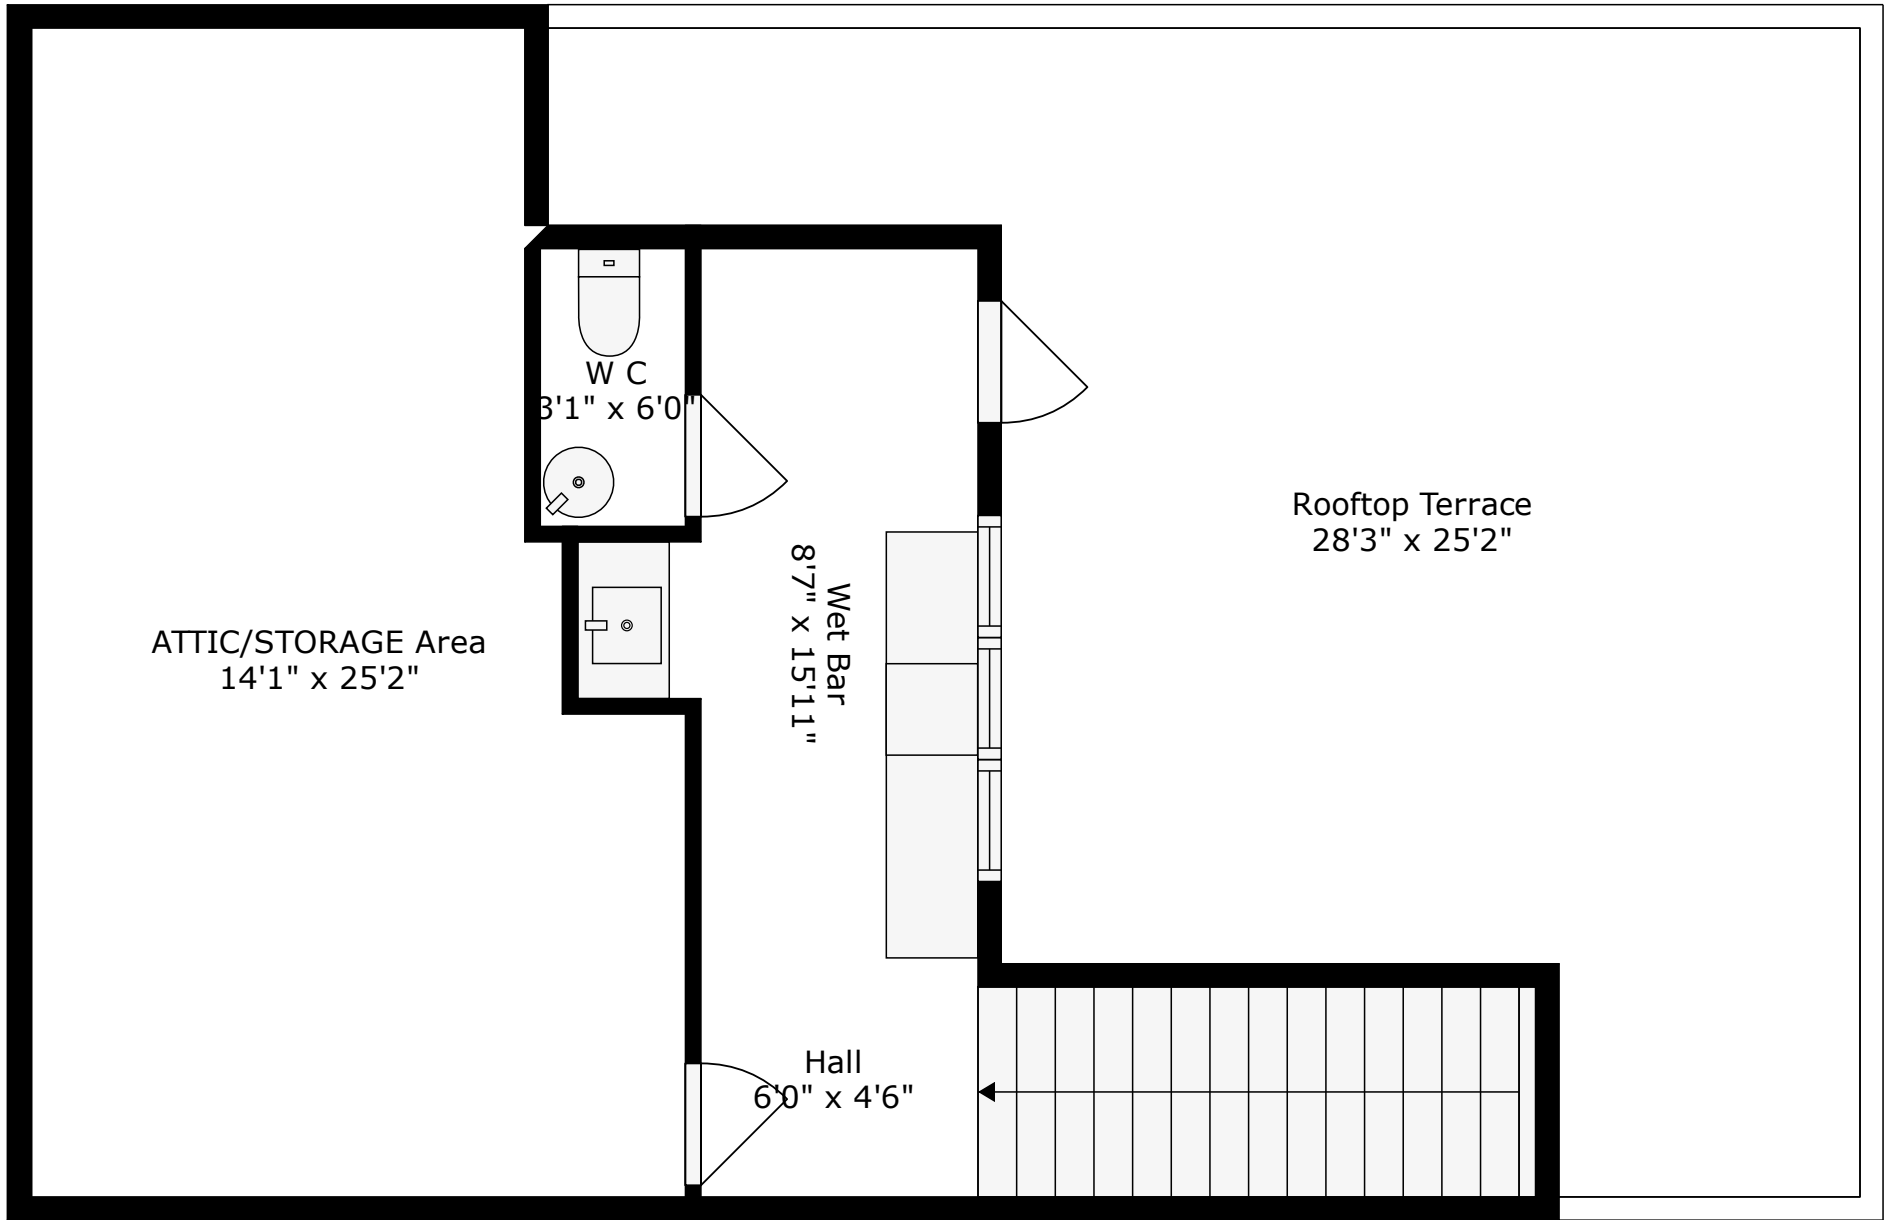 W C
3'1" x 6'0"
Rooftop Terrace
28'3" x 25'2"
ATTIC/STORAGE Area
14'1" x 25'2"
Wet Bar
8'7" x 15'11"
Hall
6'0" x 4'6"